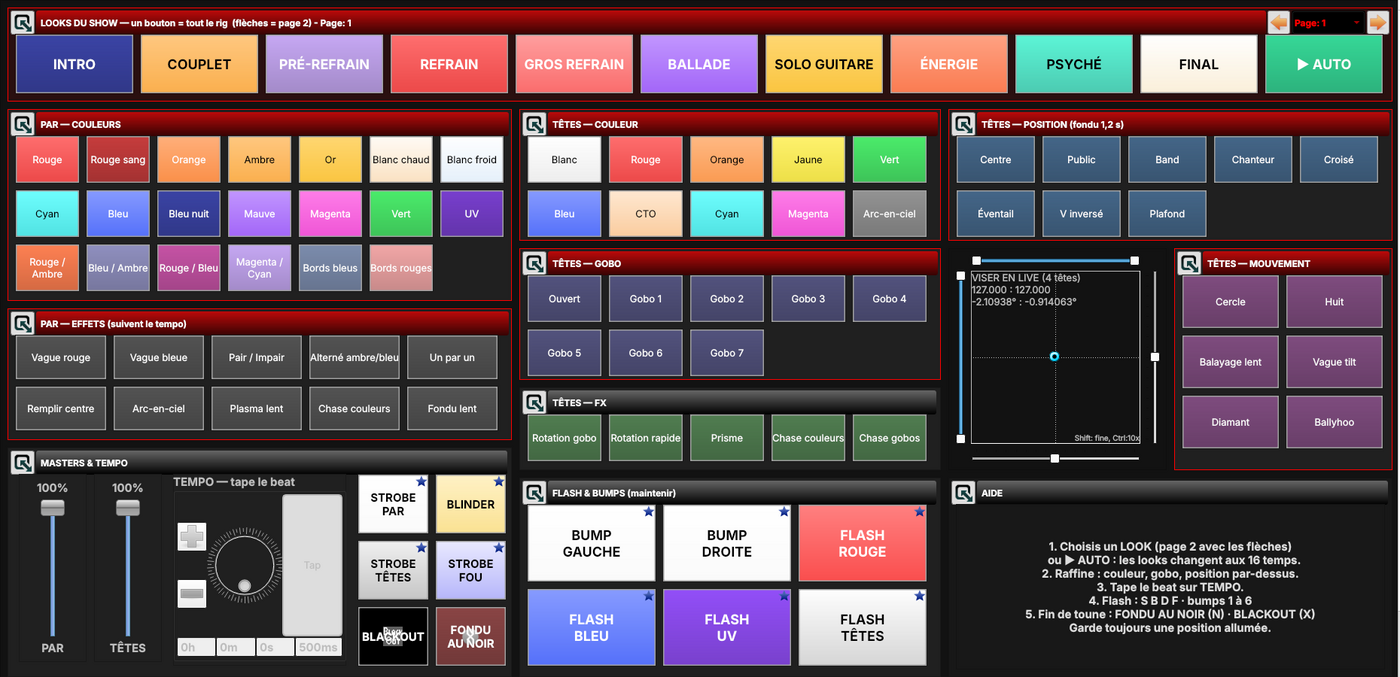 LOOKS DU SHOW — un bouton = tout le rig (flèches = page 2) - Page: 1
Page: 1
INTRO
COUPLET
PRÉ-REFRAIN
REFRAIN
GROS REFRAIN
BALLADE
SOLO GUITARE
ÉNERGIE
PSYCHÉ
FINAL
▶ AUTO
PAR — COULEURS
Rouge
Rouge sang
Orange
Ambre
Or
Blanc chaud
Blanc froid
Cyan
Bleu
Bleu nuit
Mauve
Magenta
Vert
UV
Rouge /
Ambre
Bleu / Ambre
Rouge / Bleu
Magenta /
Cyan
Bords bleus
Bords rouges
PAR — EFFETS (suivent le tempo)
Vague rouge
Vague bleue
Pair / Impair
Alterné ambre/bleu
Un par un
Remplir centre
Arc-en-ciel
Plasma lent
Chase couleurs
Fondu lent
MASTERS & TEMPO
100%
100%
PAR
TÊTES
TEMPO — tape le beat
Tap
0h
0m
0s
500ms
STROBE
PAR
BLINDER
STROBE
TÊTES
STROBE
FOU
BLACKOUT
FONDU
AU NOIR
TÊTES — COULEUR
Blanc
Rouge
Orange
Jaune
Vert
Bleu
CTO
Cyan
Magenta
Arc-en-ciel
TÊTES — GOBO
Ouvert
Gobo 1
Gobo 2
Gobo 3
Gobo 4
Gobo 5
Gobo 6
Gobo 7
TÊTES — FX
Rotation gobo
Rotation rapide
Prisme
Chase couleurs
Chase gobos
FLASH & BUMPS (maintenir)
BUMP
GAUCHE
BUMP
DROITE
FLASH
ROUGE
FLASH
BLEU
FLASH
UV
FLASH
TÊTES
TÊTES — POSITION (fondu 1,2 s)
Centre
Public
Band
Chanteur
Croisé
Éventail
V inversé
Plafond
VISER EN LIVE (4 têtes)
127.000 : 127.000
-2.10938° : -0.914063°
Shift: fine, Ctrl:10x
TÊTES — MOUVEMENT
Cercle
Huit
Balayage lent
Vague tilt
Diamant
Ballyhoo
AIDE
1. Choisis un LOOK (page 2 avec les flèches)
ou ▶ AUTO : les looks changent aux 16 temps.
2. Raffine : couleur, gobo, position par-dessus.
3. Tape le beat sur TEMPO.
4. Flash : S B D F · bumps 1 à 6
5. Fin de toune : FONDU AU NOIR (N) · BLACKOUT (X)
Garde toujours une position allumée.